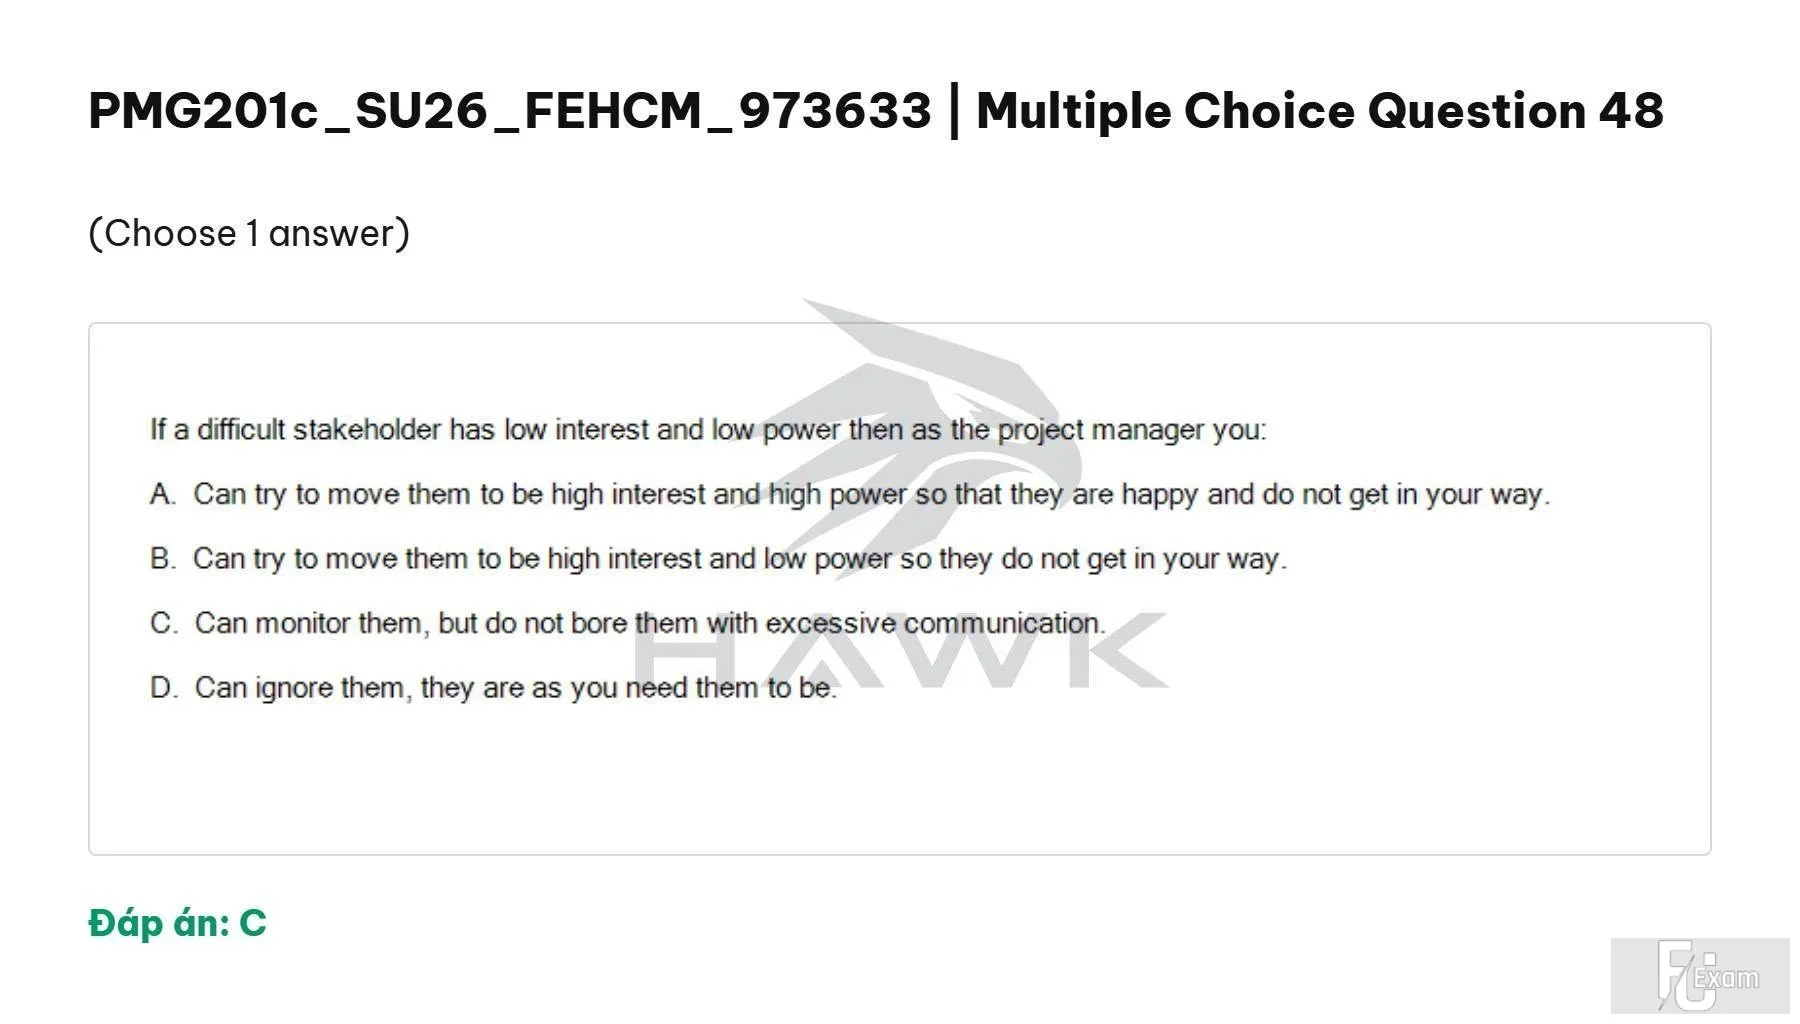 PMG201c_SU26_FEHCM_973633 | Multiple Choice Question 48
(Choose 1 answer)
If a difficult stakeholder has low interest and low power then as the project manager you:
A. Can try to move them to be high interest and high power so that they are happy and do not get in your way.
B. Can try to move them to be high interest and low power so they do not get in your way.
C. Can monitor them, but do not bore them with excessive communication.
HAWK
D. Can ignore them, they are as you need them to be.
Đáp án: C
FU Exam